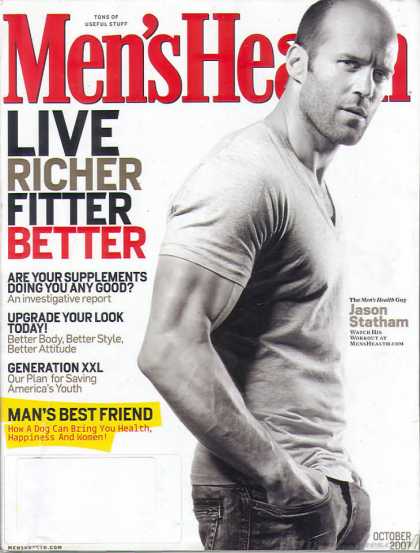 TONS OF
USEFUL STUFF
Men'sHealth
LIVE
RICHER
FITTER
BETTER
ARE YOUR SUPPLEMENTS
DOING YOU ANY GOOD?
An investigative report
UPGRADE YOUR LOOK
TODAY!
Better Body, Better Style,
Better Attitude
GENERATION XXL
Our Plan for Saving
America's Youth
MAN'S BEST FRIEND
How A Dog Can Bring You Health,
Happiness And Women!
The Men's Health Guy
Jason
Statham
WATCH HIS
WORKOUT AT
MENSHEALTH.COM
MENSHEALTH.COM
OCTOBER
2007